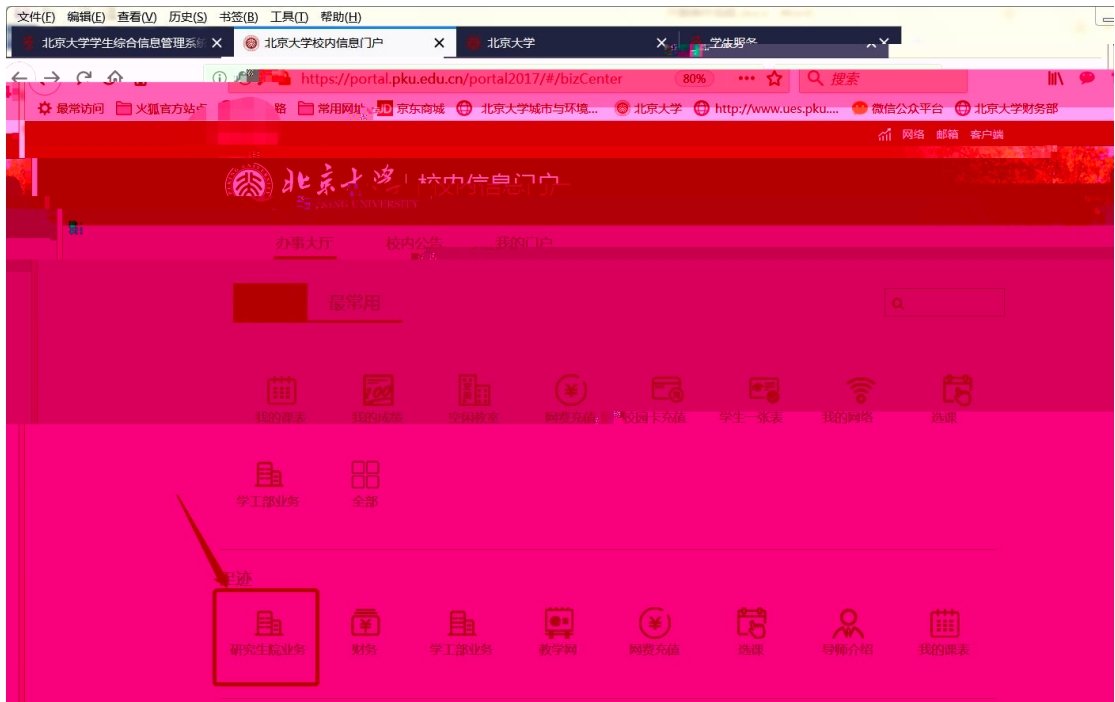 文件(F) 编辑(E) 查看(V) 历史(S) 书签(B) 工具(T) 帮助(H)
北京大学学生综合信息管理系统 北京大学校内信息门户 北京大学
https://portal.pku.edu.cn/portal2017/#/bizCenter 80% 搜索
最常访问 火狐官方站点 常用网址 JD 京东商城 北京大学城市与环境... 北京大学 http://www.ues.pku.... 微信公众平台 北京大学财务部
网络 邮箱 客户端
北京大学 校内信息门户
办事大厅 校内公告 我的门户
最常用
我的课表 我的成绩 空闲教室 网费充值 校园卡充值 学生一张表 我的网络 选课
学工部业务 全部
足迹
研究生院业务 财务 学工部业务 教学网 网费充值 选课 导师介绍 我的课表